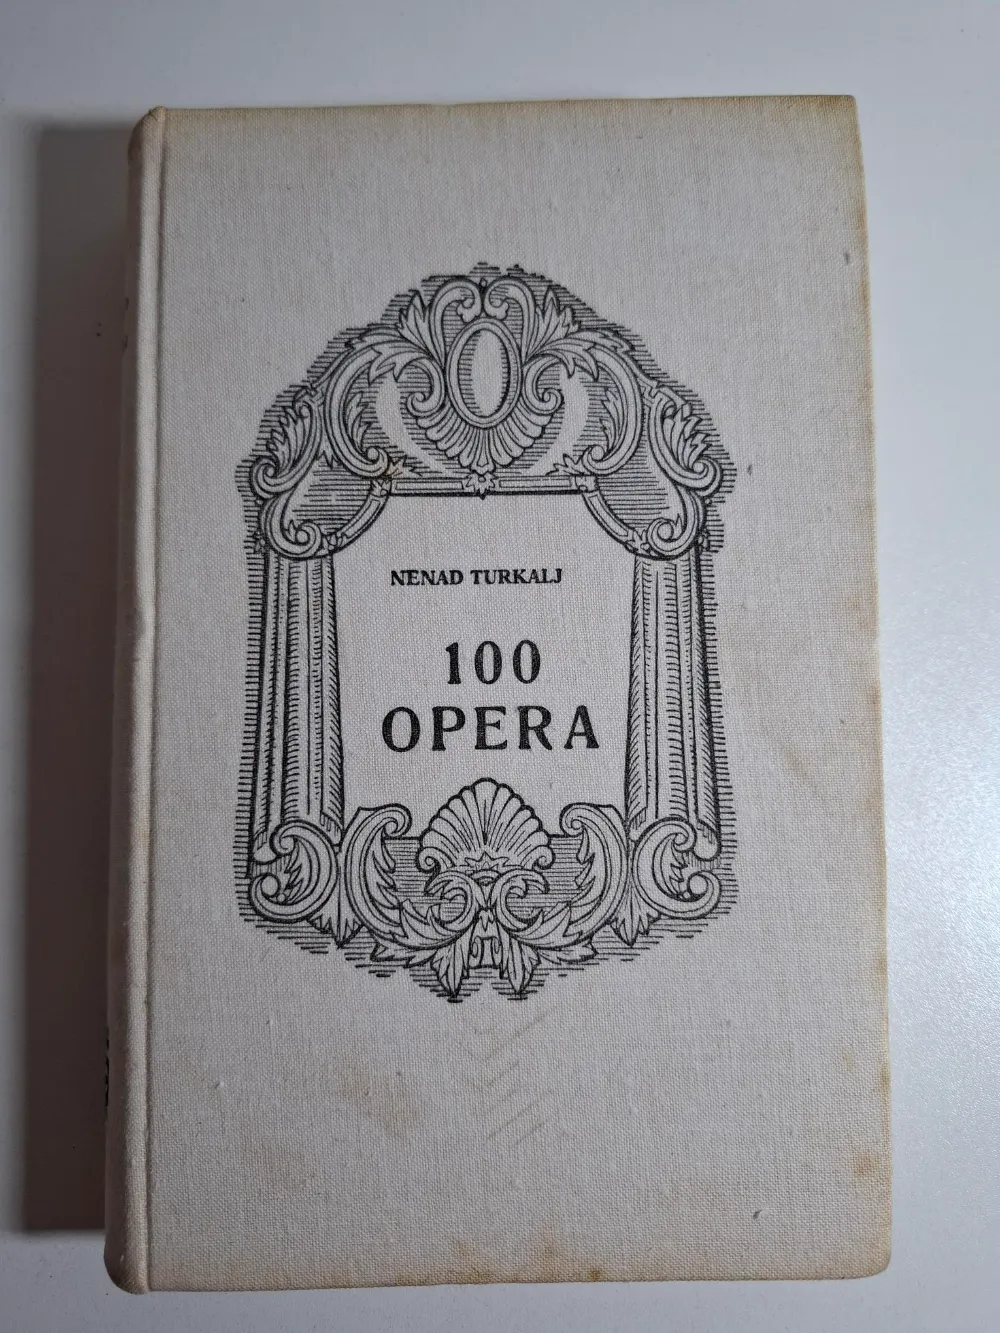 NENAD TURKALJ
100
OPERA